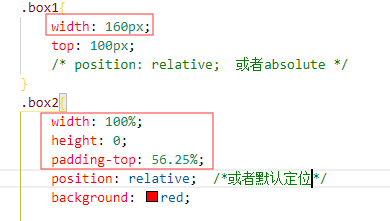 .box1{
width: 160px;
top: 100px;
/* position: relative;  或者absolute */
}
.box2{
width: 100%;
height: 0;
padding-top: 56.25%;
position: relative;  /*或者默认定位*/
background: red;